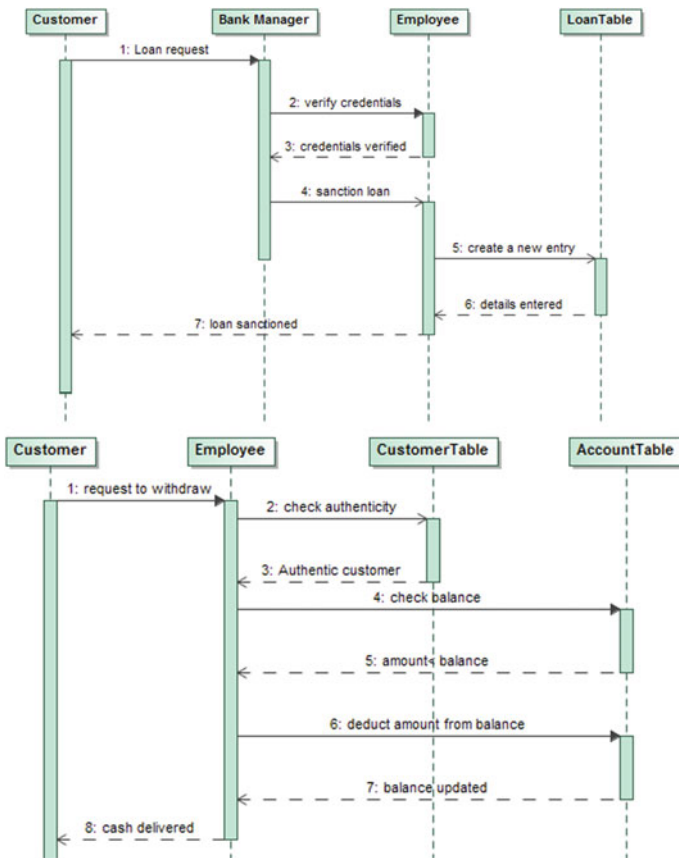 Customer
Bank Manager
Employee
LoanTable
1: Loan request
2: verify credentials
3: credentials verified
4: sanction loan
5: create a new entry
6: details entered
7: loan sanctioned
Customer
Employee
CustomerTable
AccountTable
1: request to withdraw
2: check authenticity
3: Authentic customer
4: check balance
5: amount< balance
6: deduct amount from balance
7: balance updated
8: cash delivered